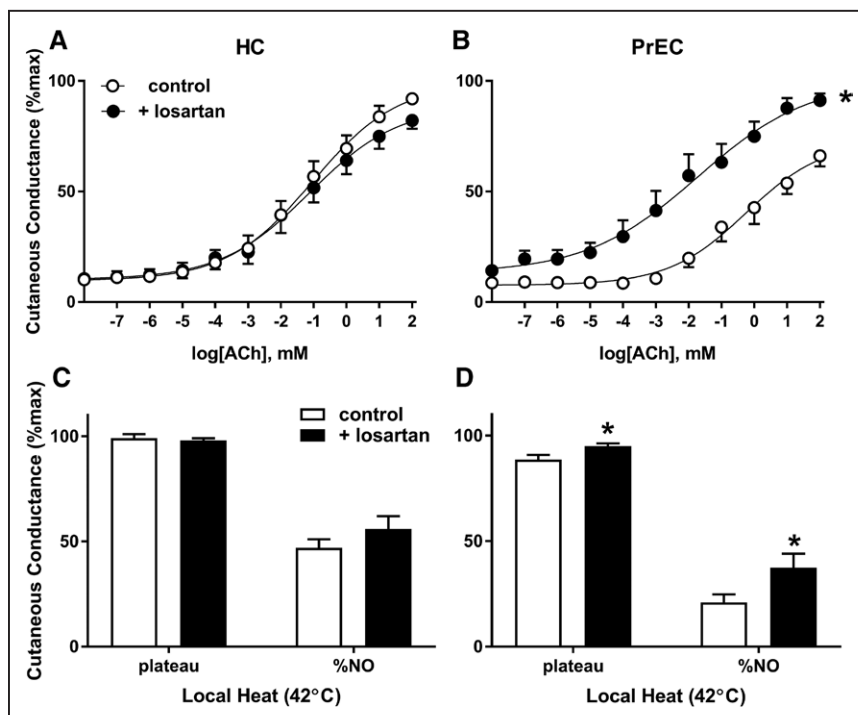 A HC
B PrEC
Cutaneous Conductance (%max)
100
50
0
control
+ losartan
-7 -6 -5 -4 -3 -2 -1 0 1 2
log[ACh], mM
100
50
0
*
-7 -6 -5 -4 -3 -2 -1 0 1 2
log[ACh], mM
C
Cutaneous Conductance (%max)
100
50
0
control
+ losartan
plateau %NO
Local Heat (42°C)
D
100
50
0
*
*
plateau %NO
Local Heat (42°C)